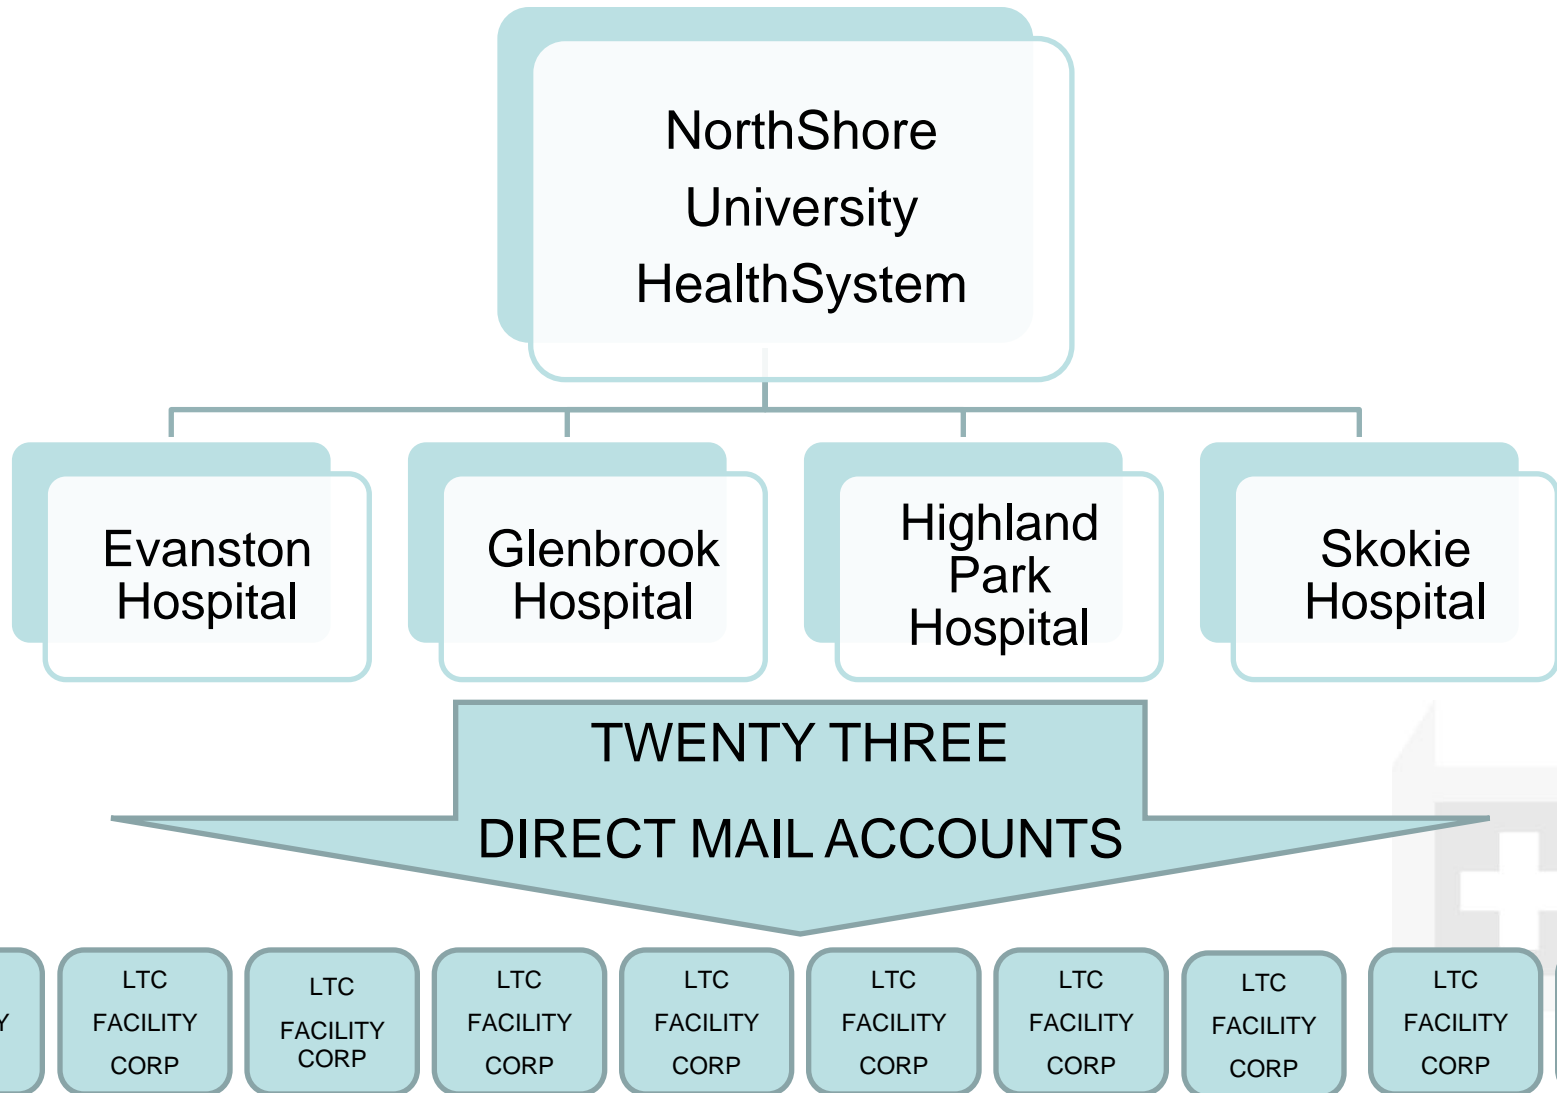 NorthShore
University
HealthSystem
Evanston
Hospital
Glenbrook
Hospital
Highland
Park
Hospital
Skokie
Hospital
TWENTY THREE
DIRECT MAIL ACCOUNTS
LTC
FACILITY
CORP
LTC
FACILITY
CORP
LTC
FACILITY
CORP
LTC
FACILITY
CORP
LTC
FACILITY
CORP
LTC
FACILITY
CORP
LTC
FACILITY
CORP
LTC
FACILITY
CORP